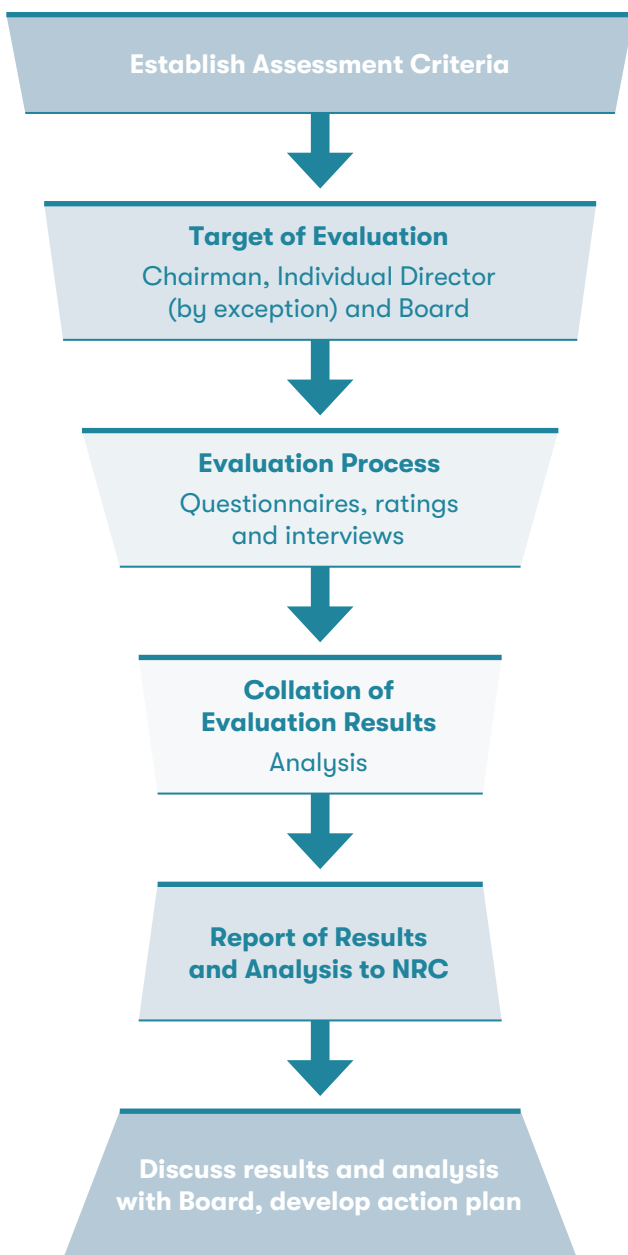 Establish Assessment Criteria
Target of Evaluation
Chairman, Individual Director
(by exception) and Board
Evaluation Process
Questionnaires, ratings
and interviews
Collation of
Evaluation Results
Analysis
Report of Results
and Analysis to NRC
Discuss results and analysis
with Board, develop action plan